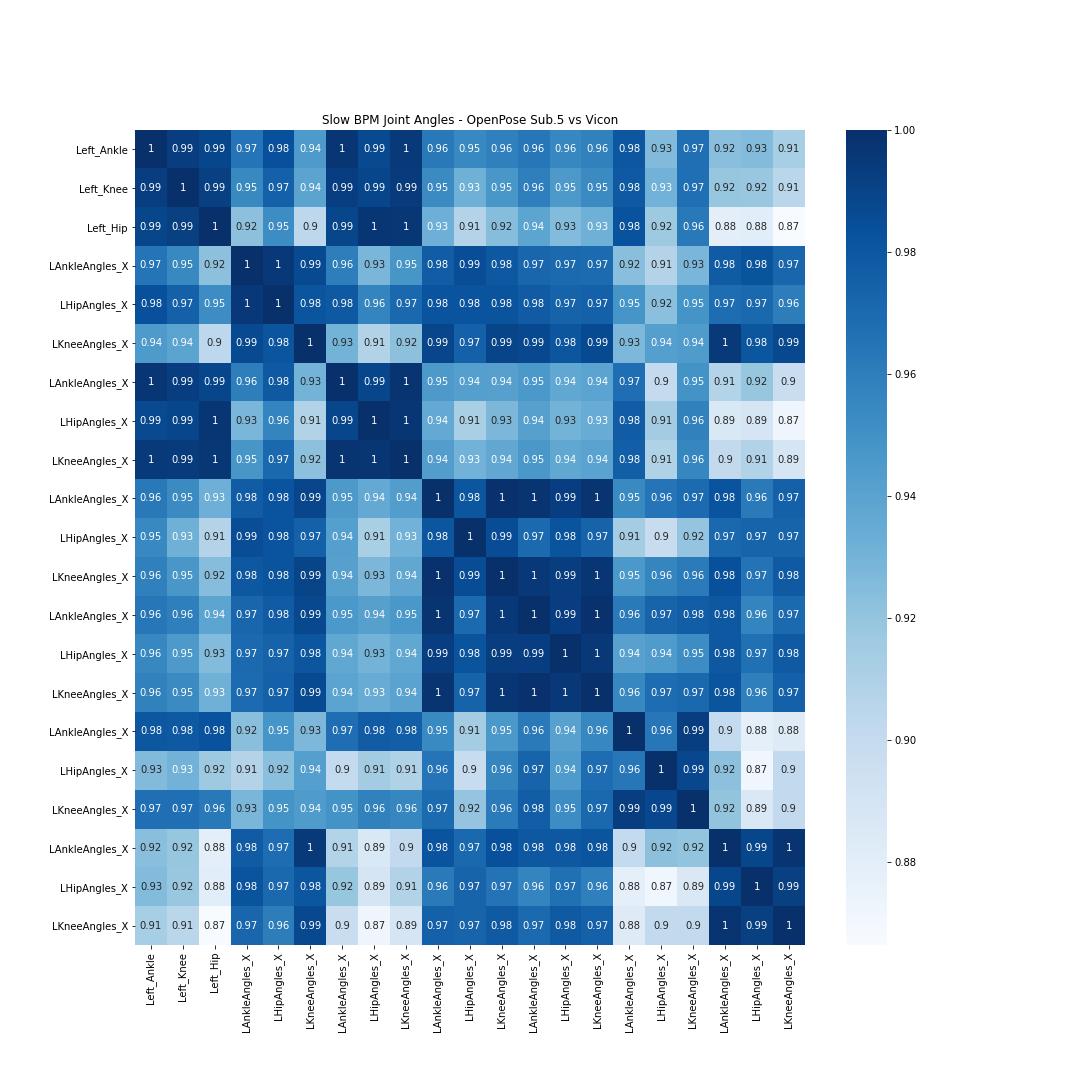 Slow BPM Joint Angles - OpenPose Sub.5 vs Vicon
Left_Ankle 1 0.99 0.99 0.97 0.98 0.94 1 0.99 1 0.96 0.95 0.96 0.96 0.96 0.96 0.98 0.93 0.97 0.92 0.93 0.91
Left_Knee 0.99 1 0.99 0.95 0.97 0.94 0.99 0.99 0.99 0.95 0.93 0.95 0.96 0.95 0.95 0.98 0.93 0.97 0.92 0.92 0.91
Left_Hip 0.99 0.99 1 0.92 0.95 0.9 0.99 1 1 0.93 0.91 0.92 0.94 0.93 0.93 0.98 0.92 0.96 0.88 0.88 0.87
LAnkleAngles_X 0.97 0.95 0.92 1 1 0.99 0.96 0.93 0.95 0.98 0.99 0.98 0.97 0.97 0.97 0.92 0.91 0.93 0.98 0.98 0.97
LHipAngles_X 0.98 0.97 0.95 1 1 0.98 0.98 0.96 0.97 0.98 0.98 0.98 0.98 0.97 0.97 0.95 0.92 0.95 0.97 0.97 0.96
LKneeAngles_X 0.94 0.94 0.9 0.99 0.98 1 0.93 0.91 0.92 0.99 0.97 0.99 0.99 0.98 0.99 0.93 0.94 0.94 1 0.98 0.99
LAnkleAngles_X 1 0.99 0.99 0.96 0.98 0.93 1 0.99 1 0.95 0.94 0.94 0.95 0.94 0.94 0.97 0.9 0.95 0.91 0.92 0.9
LHipAngles_X 0.99 0.99 1 0.93 0.96 0.91 0.99 1 1 0.94 0.91 0.93 0.94 0.93 0.93 0.98 0.91 0.96 0.89 0.89 0.87
LKneeAngles_X 1 0.99 1 0.95 0.97 0.92 1 1 1 0.94 0.93 0.94 0.95 0.94 0.94 0.98 0.91 0.96 0.9 0.91 0.89
LAnkleAngles_X 0.96 0.95 0.93 0.98 0.98 0.99 0.95 0.94 0.94 1 0.98 1 1 0.99 1 0.95 0.96 0.97 0.98 0.96 0.97
LHipAngles_X 0.95 0.93 0.91 0.99 0.98 0.97 0.94 0.91 0.93 0.98 1 0.99 0.97 0.98 0.97 0.91 0.9 0.92 0.97 0.97 0.97
LKneeAngles_X 0.96 0.95 0.92 0.98 0.98 0.99 0.94 0.93 0.94 1 0.99 1 1 0.99 1 0.95 0.96 0.96 0.98 0.97 0.98
LAnkleAngles_X 0.96 0.96 0.94 0.97 0.98 0.99 0.95 0.94 0.95 1 0.97 1 1 0.99 1 0.96 0.97 0.98 0.98 0.96 0.97
LHipAngles_X 0.96 0.95 0.93 0.97 0.97 0.98 0.94 0.93 0.94 0.99 0.98 0.99 0.99 1 1 0.94 0.94 0.95 0.98 0.97 0.98
LKneeAngles_X 0.96 0.95 0.93 0.97 0.97 0.99 0.94 0.93 0.94 1 0.97 1 1 1 1 0.96 0.97 0.97 0.98 0.96 0.97
LAnkleAngles_X 0.98 0.98 0.98 0.92 0.95 0.93 0.97 0.98 0.98 0.95 0.91 0.95 0.96 0.94 0.96 1 0.96 0.99 0.9 0.88 0.88
LHipAngles_X 0.93 0.93 0.92 0.91 0.92 0.94 0.9 0.91 0.91 0.96 0.9 0.96 0.97 0.94 0.97 0.96 1 0.99 0.92 0.87 0.9
LKneeAngles_X 0.97 0.97 0.96 0.93 0.95 0.94 0.95 0.96 0.96 0.97 0.92 0.96 0.98 0.95 0.97 0.99 0.99 1 0.92 0.89 0.9
LAnkleAngles_X 0.92 0.92 0.88 0.98 0.97 1 0.91 0.89 0.9 0.98 0.97 0.98 0.98 0.98 0.98 0.9 0.92 0.92 1 0.99 1
LHipAngles_X 0.93 0.92 0.88 0.98 0.97 0.98 0.92 0.89 0.91 0.96 0.97 0.97 0.96 0.97 0.96 0.88 0.87 0.89 0.99 1 0.99
LKneeAngles_X 0.91 0.91 0.87 0.97 0.96 0.99 0.9 0.87 0.89 0.97 0.97 0.98 0.97 0.98 0.97 0.88 0.9 0.9 1 0.99 1
Left_Ankle
Left_Knee
Left_Hip
LAnkleAngles_X
LHipAngles_X
LKneeAngles_X
LAnkleAngles_X
LHipAngles_X
LKneeAngles_X
LAnkleAngles_X
LHipAngles_X
LKneeAngles_X
LAnkleAngles_X
LHipAngles_X
LKneeAngles_X
LAnkleAngles_X
LHipAngles_X
LKneeAngles_X
LAnkleAngles_X
LHipAngles_X
LKneeAngles_X
1.00
0.98
0.96
0.94
0.92
0.90
0.88